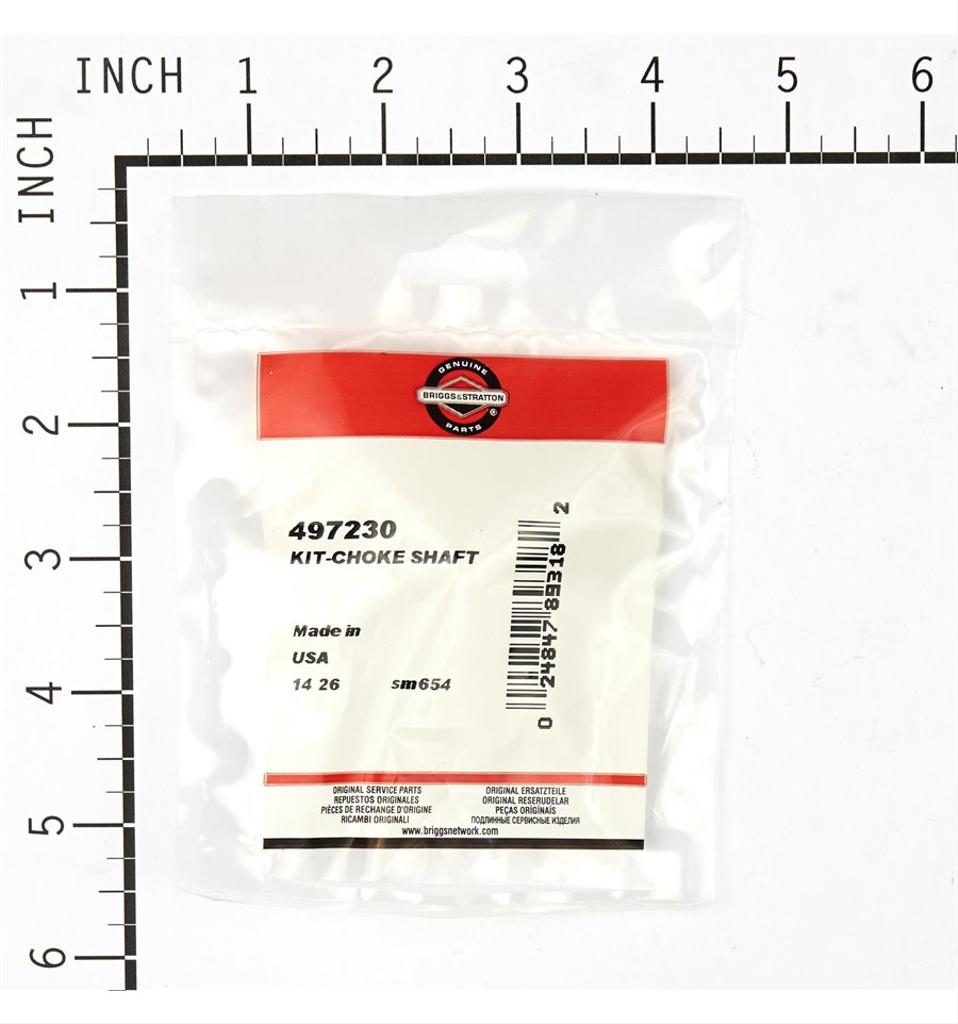 INCH 1 2 3 4 5 6
INCH
1
2
3
4
5
6
GENUINE
BRIGGS&STRATTON
®
PARTS
497230
KIT-CHOKE SHAFT
Made in
USA
14 26 sm654
0 24847 89318 2
ORIGINAL SERVICE PARTS
REPUESTOS ORIGINALES
PIÈCES DE RECHANGE D'ORIGINE
RICAMBI ORIGINALI
ORIGINAL ERSATZTEILE
ORIGINAL RESERUDELAR
PEÇAS ORIGINAIS
ПОДЛИННЫЕ СЕРВИСНЫЕ ИЗДЕЛИЯ
www.briggsnetwork.com